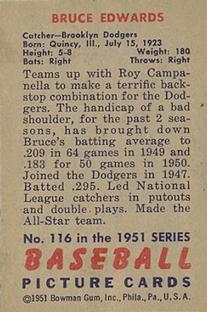 BRUCE EDWARDS
Catcher—Brooklyn Dodgers
Born: Quincy, Ill., July 15, 1923
Height: 5-8 Weight: 180
Bats: Right Throws: Right
Teams up with Roy Campa-
nella to make a terrific back-
stop combination for the Dod-
gers. The handicap of a bad
shoulder, for the past 2 sea-
sons, has brought down
Bruce's batting average to
.209 in 64 games in 1949 and
.183 for 50 games in 1950.
Joined the Dodgers in 1947.
Batted .295. Led National
League catchers in putouts
and double plays. Made the
All-Star team.
No. 116 in the 1951 SERIES
BASEBALL
PICTURE CARDS
©1951 Bowman Gum, Inc., Phila., Pa., U. S. A.